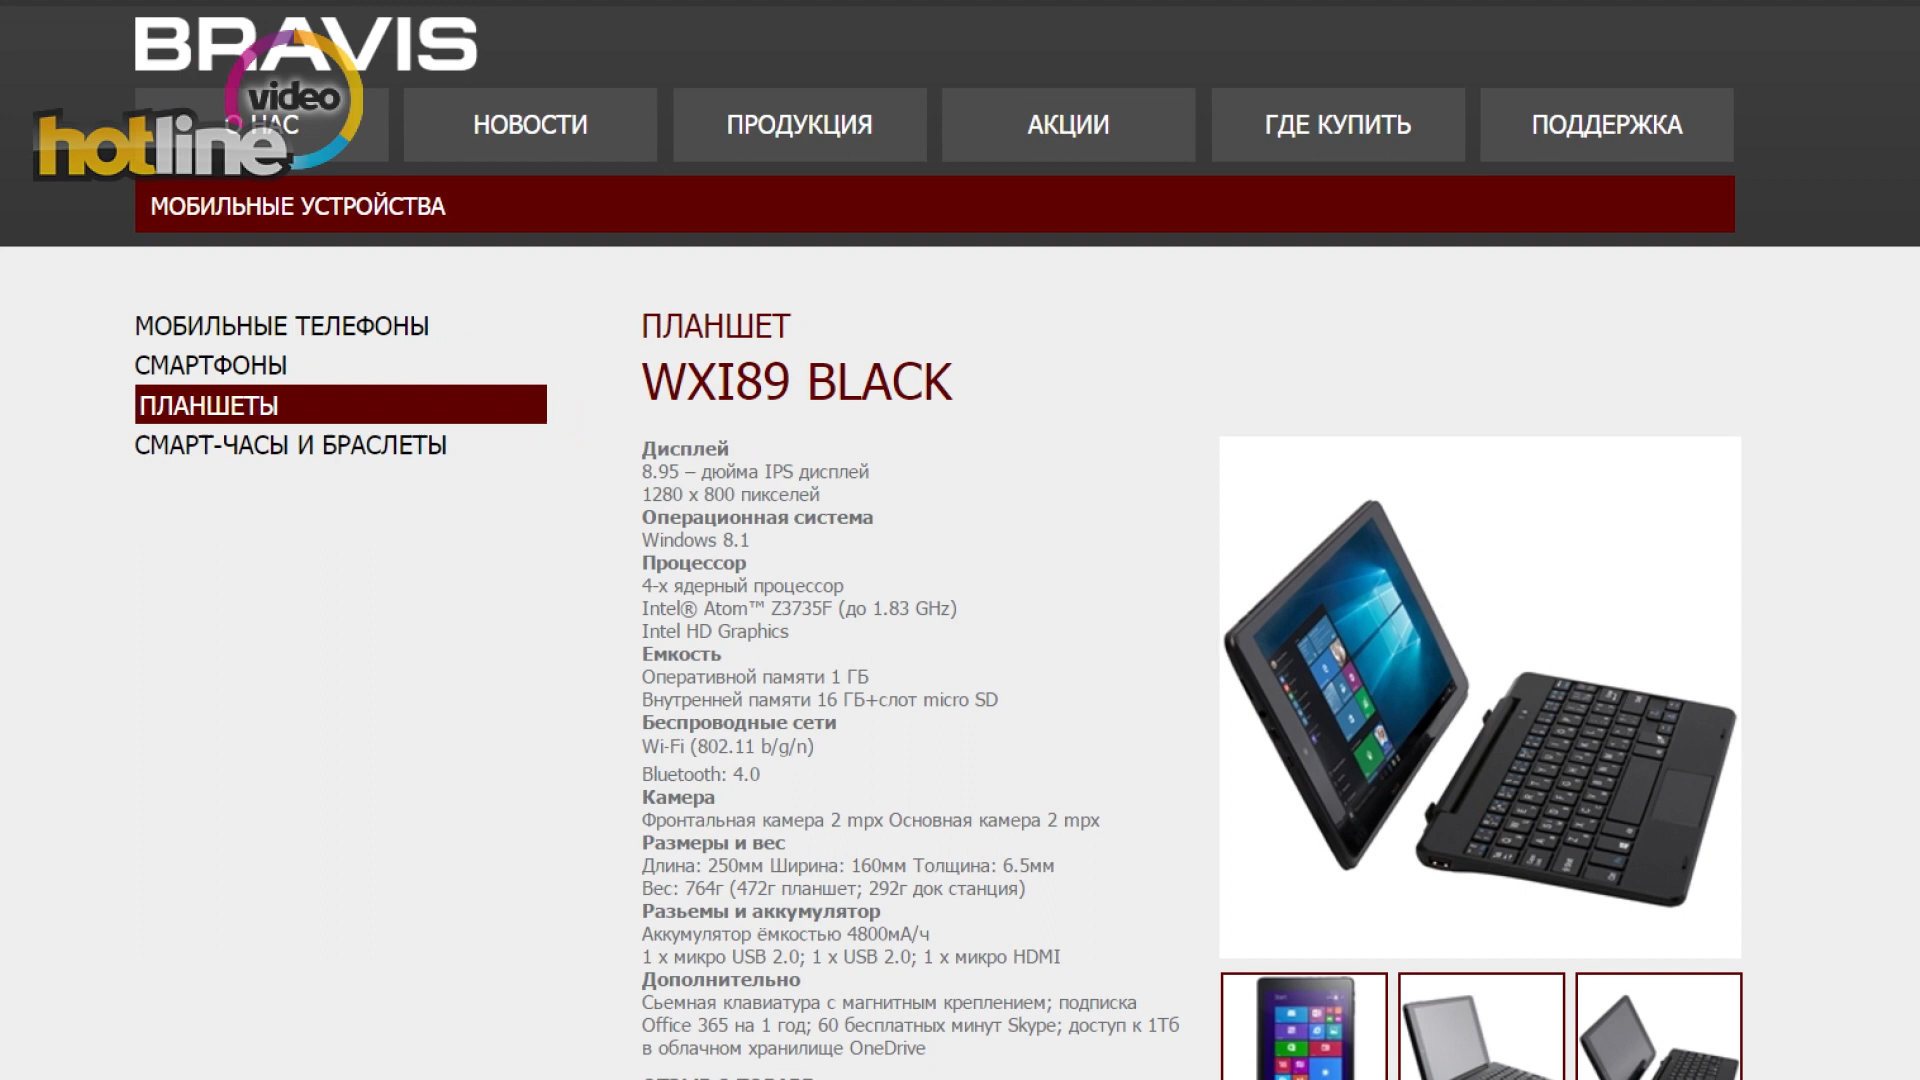 BRAVIS
hotline
video
О НАС
НОВОСТИ
ПРОДУКЦИЯ
АКЦИИ
ГДЕ КУПИТЬ
ПОДДЕРЖКА
МОБИЛЬНЫЕ УСТРОЙСТВА
МОБИЛЬНЫЕ ТЕЛЕФОНЫ
СМАРТФОНЫ
ПЛАНШЕТЫ
СМАРТ-ЧАСЫ И БРАСЛЕТЫ
ПЛАНШЕТ
WXI89 BLACK
Дисплей
8.95 – дюйма IPS дисплей
1280 x 800 пикселей
Операционная система
Windows 8.1
Процессор
4-х ядерный процессор
Intel® Atom™ Z3735F (до 1.83 GHz)
Intel HD Graphics
Емкость
Оперативной памяти 1 ГБ
Внутренней памяти 16 ГБ+слот micro SD
Беспроводные сети
Wi-Fi (802.11 b/g/n)
Bluetooth: 4.0
Камера
Фронтальная камера 2 mpx Основная камера 2 mpx
Размеры и вес
Длина: 250мм Ширина: 160мм Толщина: 6.5мм
Вес: 764г (472г планшет; 292г док станция)
Разьемы и аккумулятор
Аккумулятор ёмкостью 4800мА/ч
1 х микро USB 2.0; 1 x USB 2.0; 1 х микро HDMI
Дополнительно
Сьемная клавиатура с магнитным креплением; подписка
Office 365 на 1 год; 60 бесплатных минут Skype; доступ к 1Тб
в облачном хранилище OneDrive